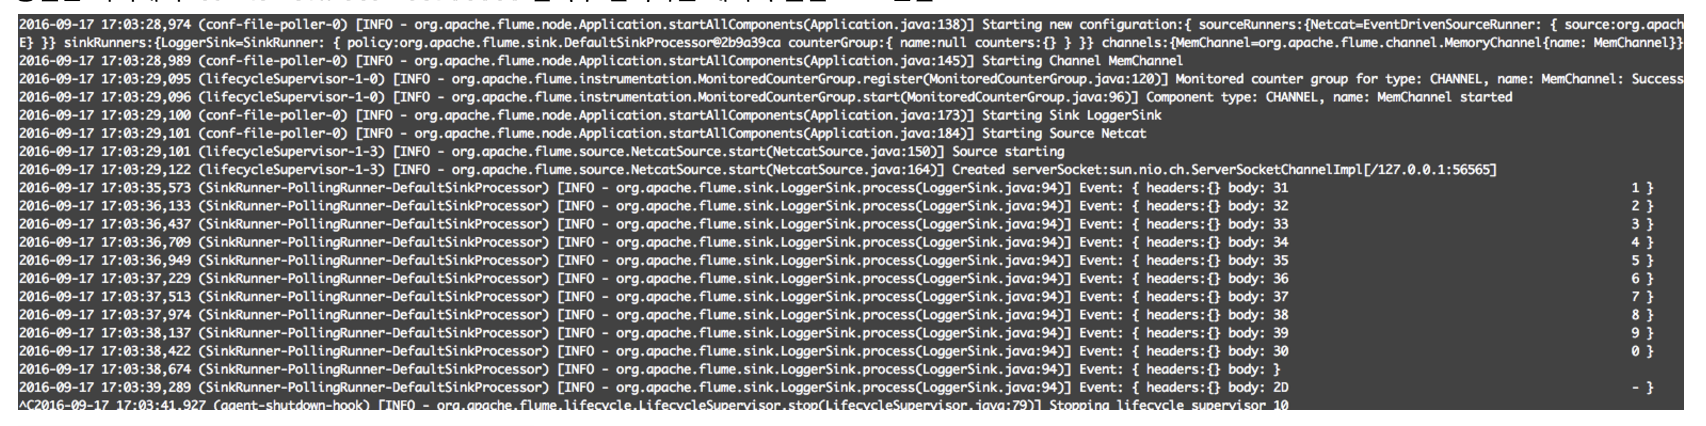 2016-09-17 17:03:28,974 (conf-file-poller-0) [INFO - org.apache.flume.node.Application.startAllComponents(Application.java:138)] Starting new configuration:{ sourceRunners:{Netcat=EventDrivenSourceRunner: { source:org.apach
E} }} sinkRunners:{LoggerSink=SinkRunner: { policy:org.apache.flume.sink.DefaultSinkProcessor@2b9a39ca counterGroup:{ name:null counters:{} } }} channels:{MemChannel=org.apache.flume.channel.MemoryChannel{name: MemChannel}}
2016-09-17 17:03:28,989 (conf-file-poller-0) [INFO - org.apache.flume.node.Application.startAllComponents(Application.java:145)] Starting Channel MemChannel
2016-09-17 17:03:29,095 (lifecycleSupervisor-1-0) [INFO - org.apache.flume.instrumentation.MonitoredCounterGroup.register(MonitoredCounterGroup.java:120)] Monitored counter group for type: CHANNEL, name: MemChannel: Success
2016-09-17 17:03:29,096 (lifecycleSupervisor-1-0) [INFO - org.apache.flume.instrumentation.MonitoredCounterGroup.start(MonitoredCounterGroup.java:96)] Component type: CHANNEL, name: MemChannel started
2016-09-17 17:03:29,100 (conf-file-poller-0) [INFO - org.apache.flume.node.Application.startAllComponents(Application.java:173)] Starting Sink LoggerSink
2016-09-17 17:03:29,101 (conf-file-poller-0) [INFO - org.apache.flume.node.Application.startAllComponents(Application.java:184)] Starting Source Netcat
2016-09-17 17:03:29,101 (lifecycleSupervisor-1-3) [INFO - org.apache.flume.source.NetcatSource.start(NetcatSource.java:150)] Source starting
2016-09-17 17:03:29,122 (lifecycleSupervisor-1-3) [INFO - org.apache.flume.source.NetcatSource.start(NetcatSource.java:164)] Created serverSocket:sun.nio.ch.ServerSocketChannelImpl[/127.0.0.1:56565]
2016-09-17 17:03:35,573 (SinkRunner-PollingRunner-DefaultSinkProcessor) [INFO - org.apache.flume.sink.LoggerSink.process(LoggerSink.java:94)] Event: { headers:{} body: 31 1 }
2016-09-17 17:03:36,133 (SinkRunner-PollingRunner-DefaultSinkProcessor) [INFO - org.apache.flume.sink.LoggerSink.process(LoggerSink.java:94)] Event: { headers:{} body: 32 2 }
2016-09-17 17:03:36,437 (SinkRunner-PollingRunner-DefaultSinkProcessor) [INFO - org.apache.flume.sink.LoggerSink.process(LoggerSink.java:94)] Event: { headers:{} body: 33 3 }
2016-09-17 17:03:36,709 (SinkRunner-PollingRunner-DefaultSinkProcessor) [INFO - org.apache.flume.sink.LoggerSink.process(LoggerSink.java:94)] Event: { headers:{} body: 34 4 }
2016-09-17 17:03:36,949 (SinkRunner-PollingRunner-DefaultSinkProcessor) [INFO - org.apache.flume.sink.LoggerSink.process(LoggerSink.java:94)] Event: { headers:{} body: 35 5 }
2016-09-17 17:03:37,229 (SinkRunner-PollingRunner-DefaultSinkProcessor) [INFO - org.apache.flume.sink.LoggerSink.process(LoggerSink.java:94)] Event: { headers:{} body: 36 6 }
2016-09-17 17:03:37,513 (SinkRunner-PollingRunner-DefaultSinkProcessor) [INFO - org.apache.flume.sink.LoggerSink.process(LoggerSink.java:94)] Event: { headers:{} body: 37 7 }
2016-09-17 17:03:37,974 (SinkRunner-PollingRunner-DefaultSinkProcessor) [INFO - org.apache.flume.sink.LoggerSink.process(LoggerSink.java:94)] Event: { headers:{} body: 38 8 }
2016-09-17 17:03:38,137 (SinkRunner-PollingRunner-DefaultSinkProcessor) [INFO - org.apache.flume.sink.LoggerSink.process(LoggerSink.java:94)] Event: { headers:{} body: 39 9 }
2016-09-17 17:03:38,422 (SinkRunner-PollingRunner-DefaultSinkProcessor) [INFO - org.apache.flume.sink.LoggerSink.process(LoggerSink.java:94)] Event: { headers:{} body: 30 0 }
2016-09-17 17:03:38,674 (SinkRunner-PollingRunner-DefaultSinkProcessor) [INFO - org.apache.flume.sink.LoggerSink.process(LoggerSink.java:94)] Event: { headers:{} body: }
2016-09-17 17:03:39,289 (SinkRunner-PollingRunner-DefaultSinkProcessor) [INFO - org.apache.flume.sink.LoggerSink.process(LoggerSink.java:94)] Event: { headers:{} body: 2D - }
^C2016-09-17 17:03:41,927 (agent-shutdown-hook) [INFO - org.apache.flume.lifecycle.LifecycleSupervisor.stop(LifecycleSupervisor.java:79)] Stopping lifecycle supervisor 10